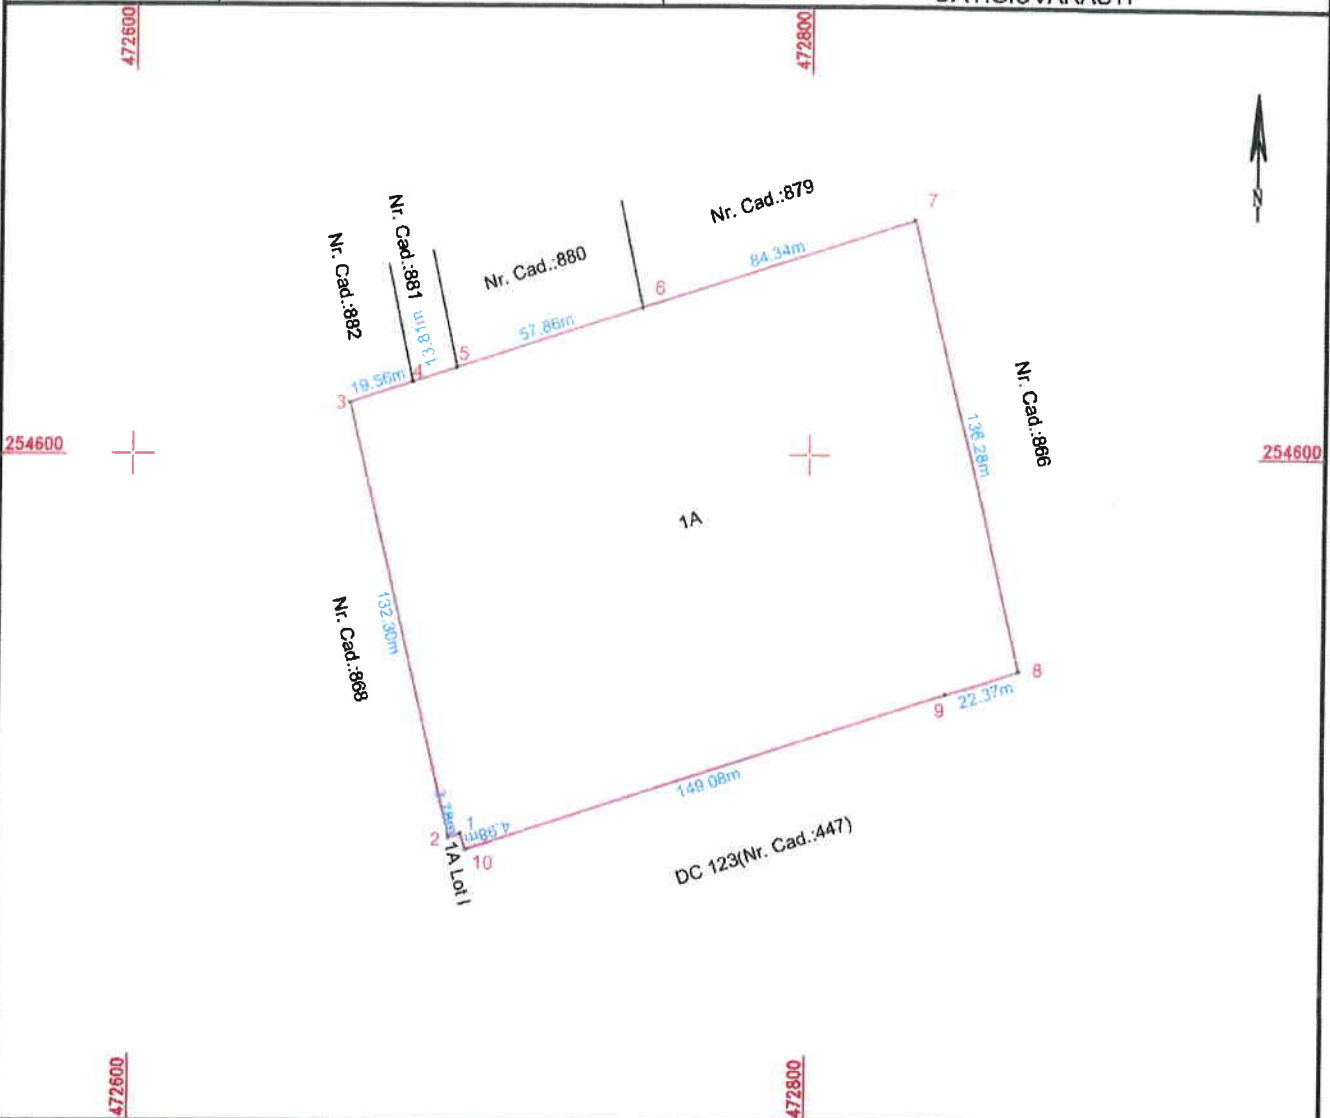 472600
472800
N
Nr. Cad.:879
7
Nr. Cad.:881
Nr. Cad.:882
Nr. Cad.:880
84.34m
6
13.81m
57.86m
5
4
19.56m
3
Nr. Cad.:866
136.28m
254600
254600
1A
132.30m
Nr. Cad.:868
8
22.37m
9
149.08m
1
4.98m
2
10
1A Lot I
DC 123(Nr. Cad.:447)
472600
472800